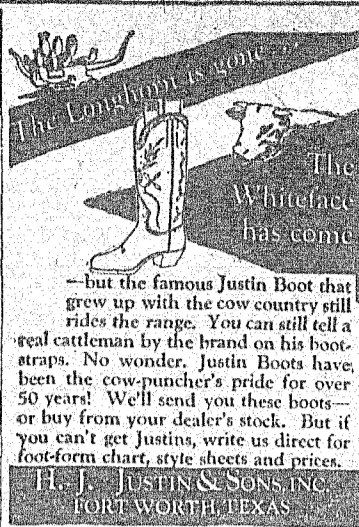 The Longhorn is gone...
The
Whiteface
has come
—but the famous Justin Boot that
grew up with the cow country still
rides the range. You can still tell a
real cattleman by the brand on his boot-
straps. No wonder. Justin Boots have
been the cow-puncher's pride for over
50 years! We'll send you these boots—
or buy from your dealer's stock. But if
you can't get Justins, write us direct for
foot-form chart, style sheets and prices.
H. J. JUSTIN & SONS, INC.
FORT WORTH, TEXAS